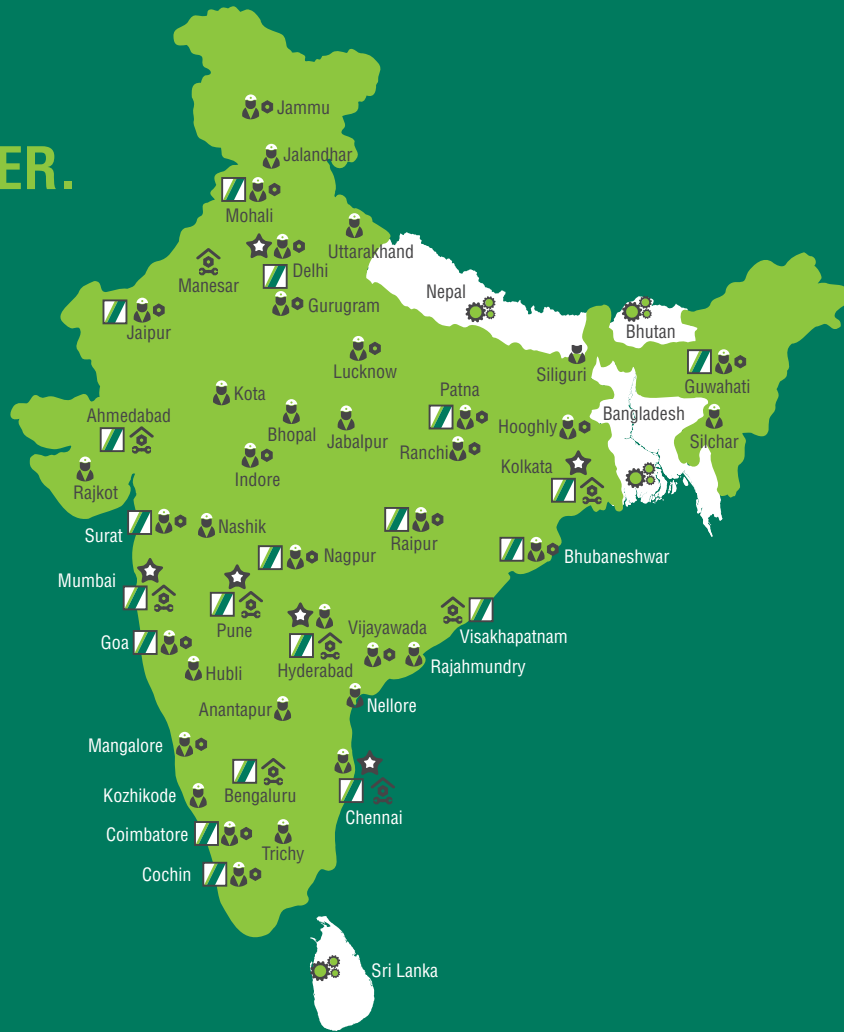 Jammu
ER.
Jalandhar
Mohali
Uttarakhand
Delhi
Manesar
Nepal
Gurugram
Jaipur
Bhutan
Lucknow
Siliguri
Guwahati
Kota
Patna
Ahmedabad
Bangladesh
Bhopal
Jabalpur
Hooghly
Silchar
Ranchi
Kolkata
Indore
Rajkot
Nashik
Surat
Raipur
Nagpur
Bhubaneshwar
Mumbai
Pune
Vijayawada
Visakhapatnam
Goa
Hyderabad
Rajahmundry
Hubli
Nellore
Anantapur
Mangalore
Kozhikode
Bengaluru
Chennai
Coimbatore
Trichy
Cochin
Sri Lanka